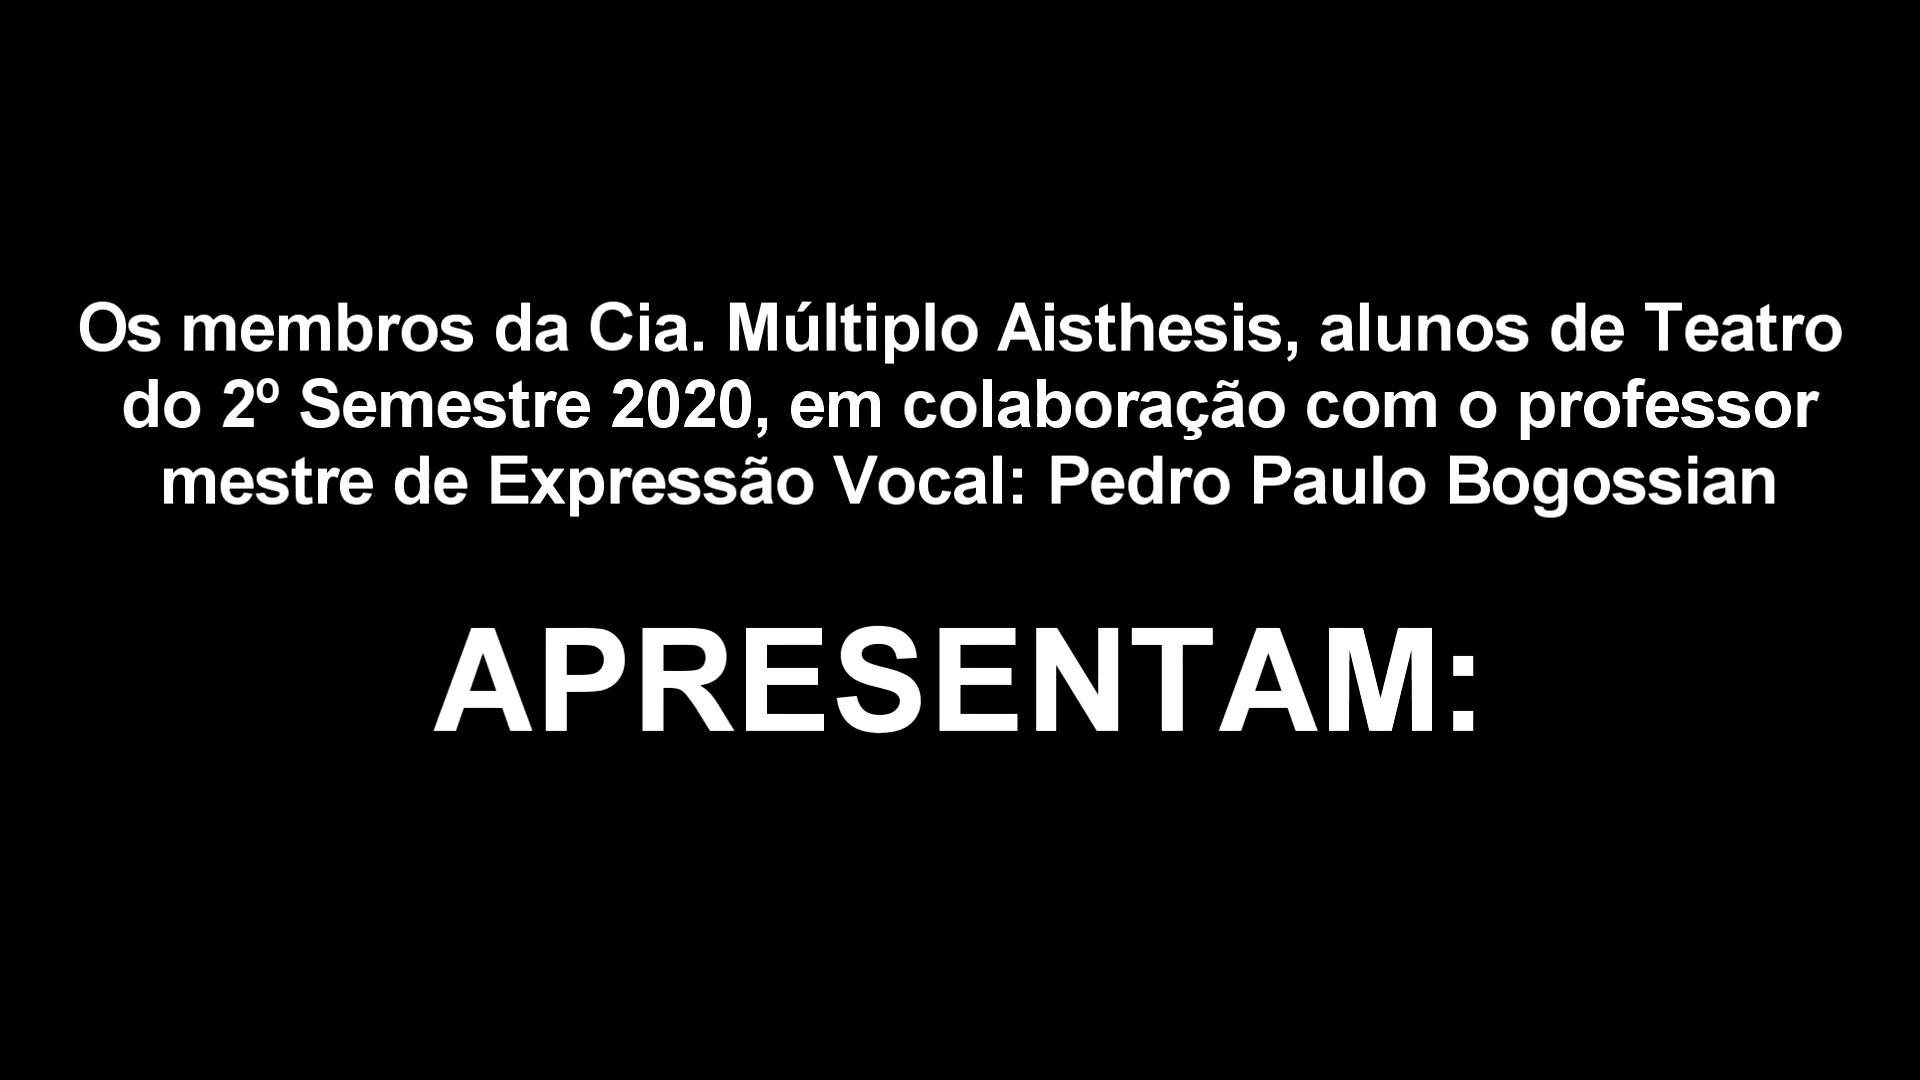 Os membros da Cia. Múltiplo Aisthesis, alunos de Teatro
do 2º Semestre 2020, em colaboração com o professor
mestre de Expressão Vocal: Pedro Paulo Bogossian
APRESENTAM: